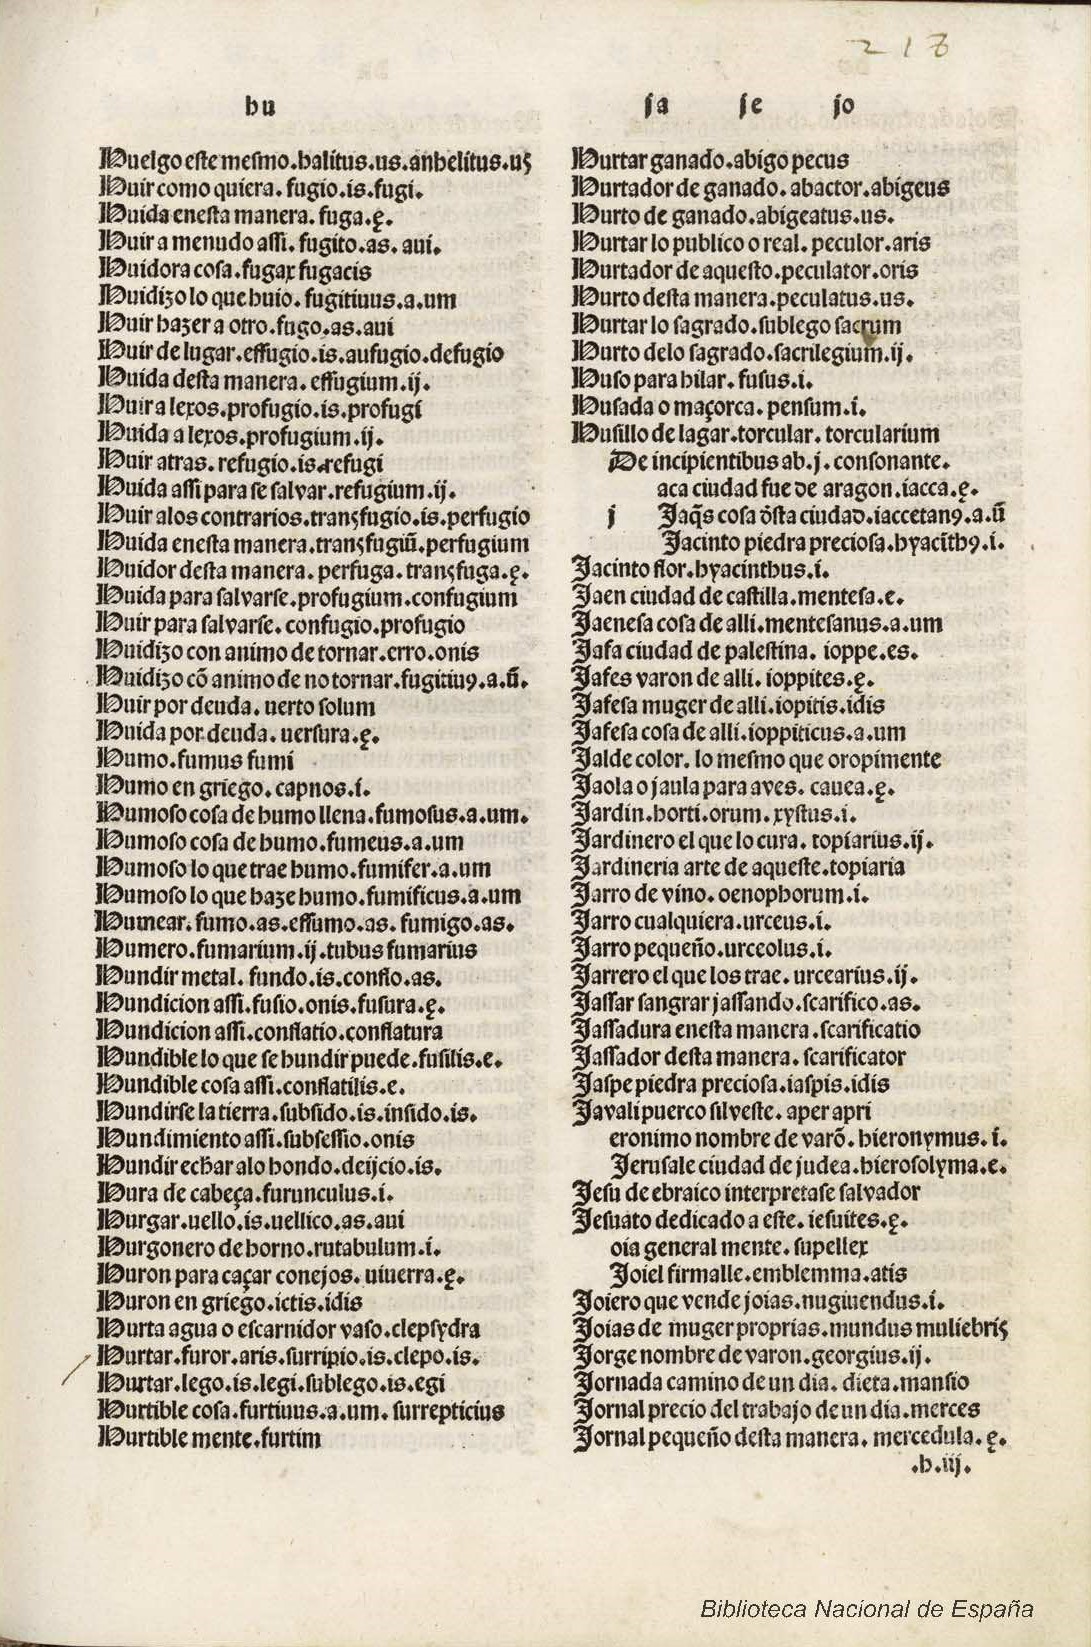 218
hu
ja je jo
Huelgo este mesmo.halitus.us.anhelitus.us
Huir como quiera.fugio.is.fugi.
Huida enesta manera.fuga.ę.
Huir a menudo assi.fugito.as.aui.
Huidora cosa.fugax fugacis
Huidizo lo que huio.fugitiuus.a.um
Huir hazer a otro.fugo.as.aui
Huir de lugar.effugio.is.aufugio.defugio
Huida desta manera.effugium.ij.
Huir a lexos.profugio.is.profugi
Huida a lexos.profugium.ij.
Huir atras.refugio.is.refugi
Huida assi para se salvar.refugium.ij.
Huir alos contrarios.transfugio.is.perfugio
Huida enesta manera.transfugiũ.perfugium
Huidor desta manera.perfuga.transfuga.ę.
Huida para salvarse.profugium.confugium
Huir para salvarse.confugio.profugio
Huidizo con animo de tornar.erro.onis
Huidizo cõ animo de no tornar.fugitiuꝰ.a.ũ.
Huir por deuda.uerto solum
Huida por deuda.uersura.ę.
Humo.fumus fumi
Humo en griego.capnos.i.
Humoso cosa de humo llena.fumosus.a.um.
Humoso cosa de humo.fumeus.a.um
Humoso lo que trae humo.fumifer.a.um
Humoso lo que haze humo.fumificus.a.um
Humear.fumo.as.effumo.as.fumigo.as.
Humero.fumarium.ij.tubus fumarius
Hundir metal.fundo.is.conflo.as.
Hundicion assi.fusio.onis.fusura.ę.
Hundicion assi.conflatio.conflatura
Hundible lo que se hundir puede.fusilis.e.
Hundible cosa assi.conflatilis.e.
Hundirse la tierra.subsido.is.insido.is.
Hundimiento assi.subsessio.onis
Hundir echar alo hondo.deijcio.is.
Hura de cabeça.furunculus.i.
Hurgar.uello.is.uellico.as.aui
Hurgonero de horno.rutabulum.i.
Huron para caçar conejos.uiuerra.ę.
Huron en griego.ictis.idis
Hurta agua o escarnidor vaso.clepsydra
Hurtar.furor.aris.surripio.is.clepo.is.
Hurtar.lego.is.legi.sublego.is.egi
Hurtible cosa.furtiuus.a.um.surrepticius
Hurtible mente.furtim
Hurtar ganado.abigo pecus
Hurtador de ganado.abactor.abigeus
Hurto de ganado.abigeatus.us.
Hurtar lo publico o real.peculor.aris
Hurtador de aquesto.peculator.oris
Hurto desta manera.peculatus.us.
Hurtar lo sagrado.sublego sacrum
Hurto delo sagrado.sacrilegium.ij.
Huso para hilar.fusus.i.
Husada o maçorca.pensum.i.
Husillo de lagar.torcular.torcularium
De incipientibus ab.j.consonante.
aca ciudad fue de aragon.iacca.ę.
j Jaq̃s cosa d̃sta ciudad.iaccetanꝰ.a.ũ
Jacinto piedra preciosa.hyacĩthꝰ.i.
Jacinto flor.hyacinthus.i.
Jaen ciudad de castilla.mentesa.e.
Jaenesa cosa de alli.mentesanus.a.um
Jafa ciudad de palestina.ioppe.es.
Jafes varon de alli.ioppites.ę.
Jafesa muger de alli.iopitis.idis
Jafesa cosa de alli.ioppiticus.a.um
Jalde color.lo mesmo que oropimente
Jaola o jaula para aves.cauea.ę.
Jardin.horti.orum.xystus.i.
Jardinero el que lo cura.topiarius.ij.
Jardineria arte de aqueste.topiaria
Jarro de vino.oenophorum.i.
Jarro cualquiera.urceus.i.
Jarro pequeño.urceolus.i.
Jarrero el que los trae.urcearius.ij.
Jassar sangrar jassando.scarifico.as.
Jassadura enesta manera.scarificatio
Jassador desta manera.scarificator
Jaspe piedra preciosa.iaspis.idis
Javali puerco silveste.aper apri
eronimo nombre de varõ.hieronymus.i.
Jerusale ciudad de judea.hierosolyma.e.
Jesu de ebraico interpretase salvador
Jesuato dedicado a este.iesuites.ę.
oia general mente.supellex
Joiel firmalle.emblemma.atis
Joiero que vende joias.nugiuendus.i.
Joias de muger proprias.mundus muliebris
Jorge nombre de varon.georgius.ij.
Jornada camino de un dia.dieta.mansio
Jornal precio del trabajo de un dia.merces
Jornal pequeño desta manera.mercedula.ę.
.h.iij.
Biblioteca Nacional de España